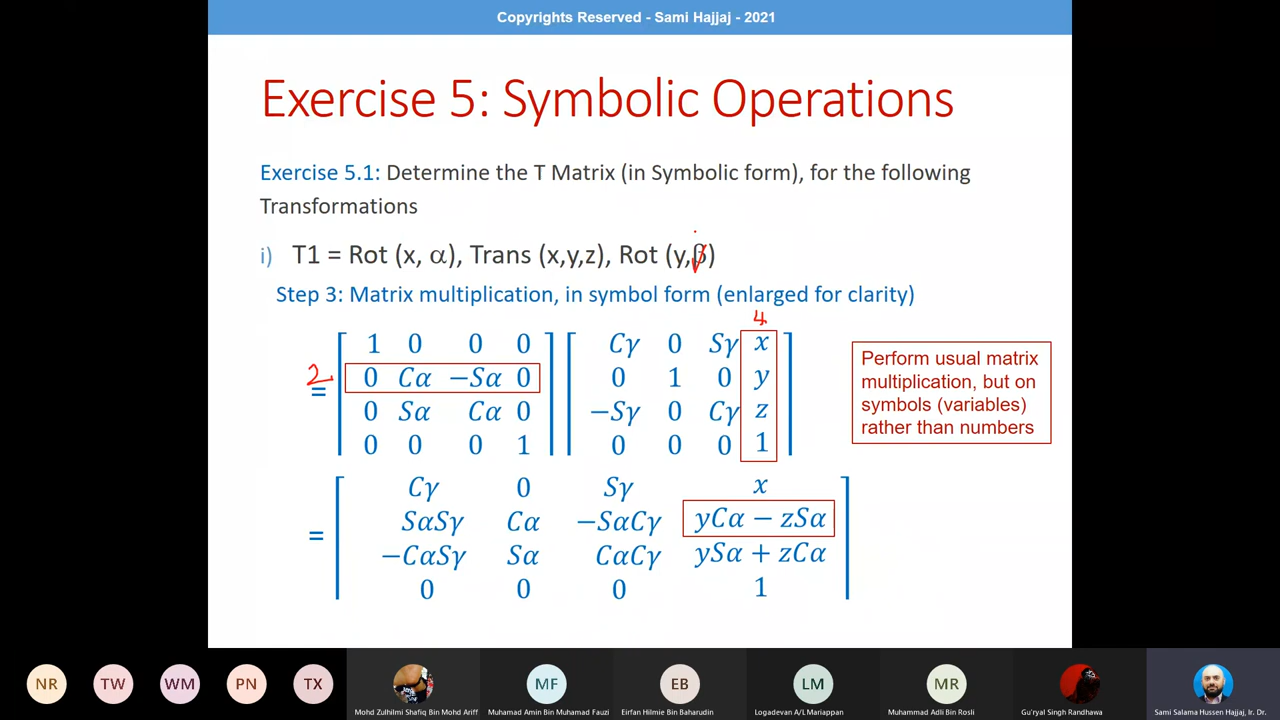 Copyrights Reserved - Sami Hajjaj - 2021
Exercise 5: Symbolic Operations
Exercise 5.1: Determine the T Matrix (in Symbolic form), for the following
Transformations
i) T1 = Rot (x, α), Trans (x,y,z), Rot (y,β)
Step 3: Matrix multiplication, in symbol form (enlarged for clarity)
4
1 0 0 0 Cγ 0 Sγ x
2 0 Cα −Sα 0 0 1 0 y
=
0 Sα Cα 0 −Sγ 0 Cγ z
0 0 0 1 0 0 0 1
Perform usual matrix
multiplication, but on
symbols (variables)
rather than numbers
Cγ 0 Sγ x
SαSγ Cα −SαCγ yCα − zSα
=
−CαSγ Sα CαCγ ySα + zCα
0 0 0 1
NR TW WM PN TX MF EB LM MR
Mohd Zulhilmi Shafiq Bin Mohd Ariff
Muhamad Amin Bin Muhamad Fauzi
Eirfan Hilmie Bin Baharudin
Logadevan A/L Mariappan
Muhammad Adli Bin Rosli
Gu'ryal Singh Randhawa
Sami Salama Hussen Hajjaj, Ir. Dr.